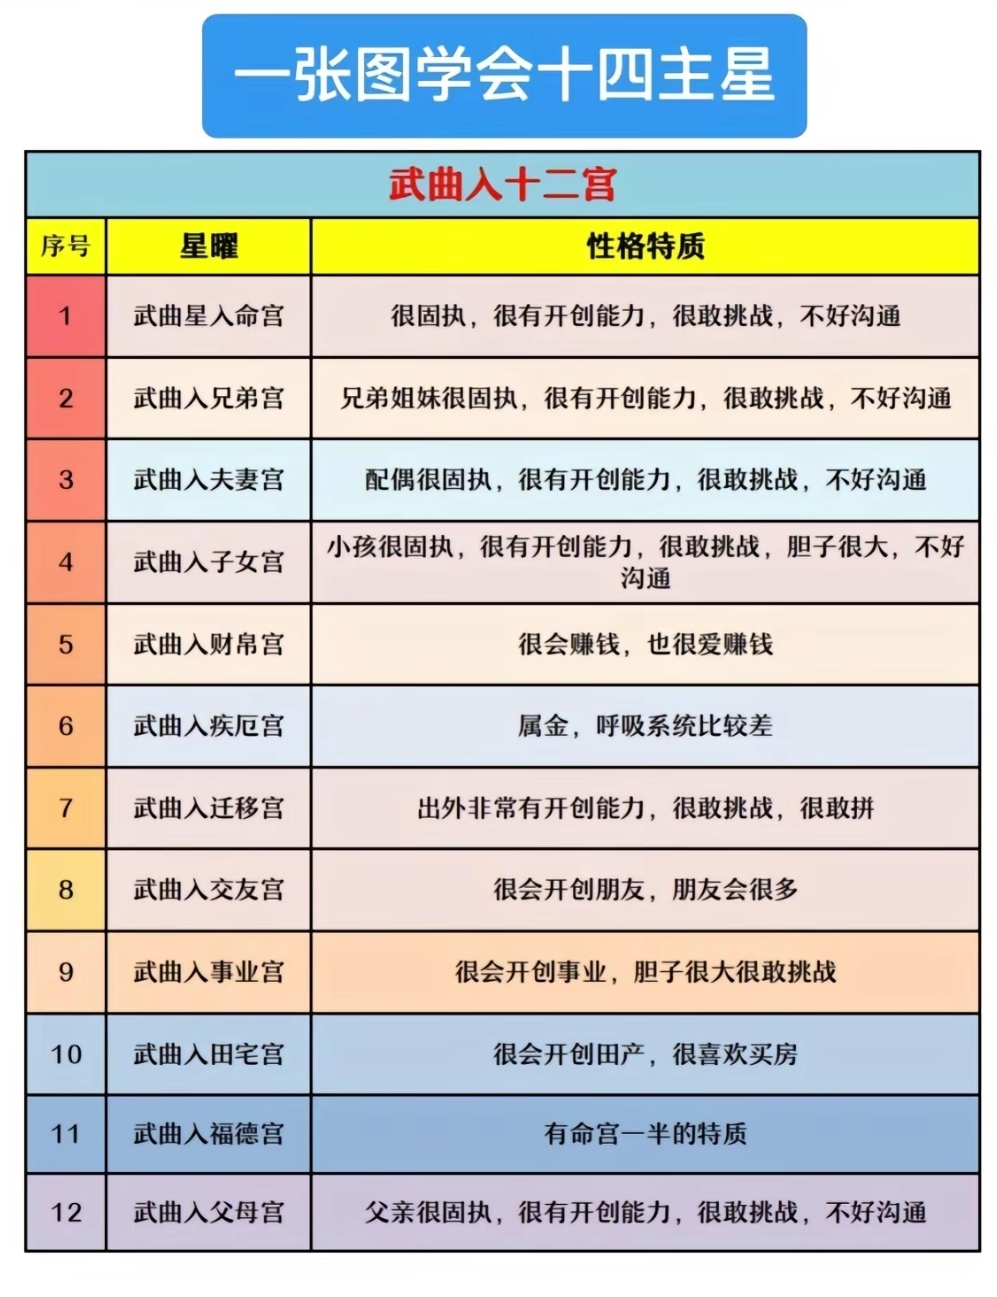 一张图学会十四主星
武曲入十二宫
序号 星曜 性格特质
1 武曲星入命宫 很固执，很有开创能力，很敢挑战，不好沟通
2 武曲入兄弟宫 兄弟姐妹很固执，很有开创能力，很敢挑战，不好沟通
3 武曲入夫妻宫 配偶很固执，很有开创能力，很敢挑战，不好沟通
4 武曲入子女宫 小孩很固执，很有开创能力，很敢挑战，胆子很大，不好
沟通
5 武曲入财帛宫 很会赚钱，也很爱赚钱
6 武曲入疾厄宫 属金，呼吸系统比较差
7 武曲入迁移宫 出外非常有开创能力，很敢挑战，很敢拼
8 武曲入交友宫 很会开创朋友，朋友会很多
9 武曲入事业宫 很会开创事业，胆子很大很敢挑战
10 武曲入田宅宫 很会开创田产，很喜欢买房
11 武曲入福德宫 有命宫一半的特质
12 武曲入父母宫 父亲很固执，很有开创能力，很敢挑战，不好沟通